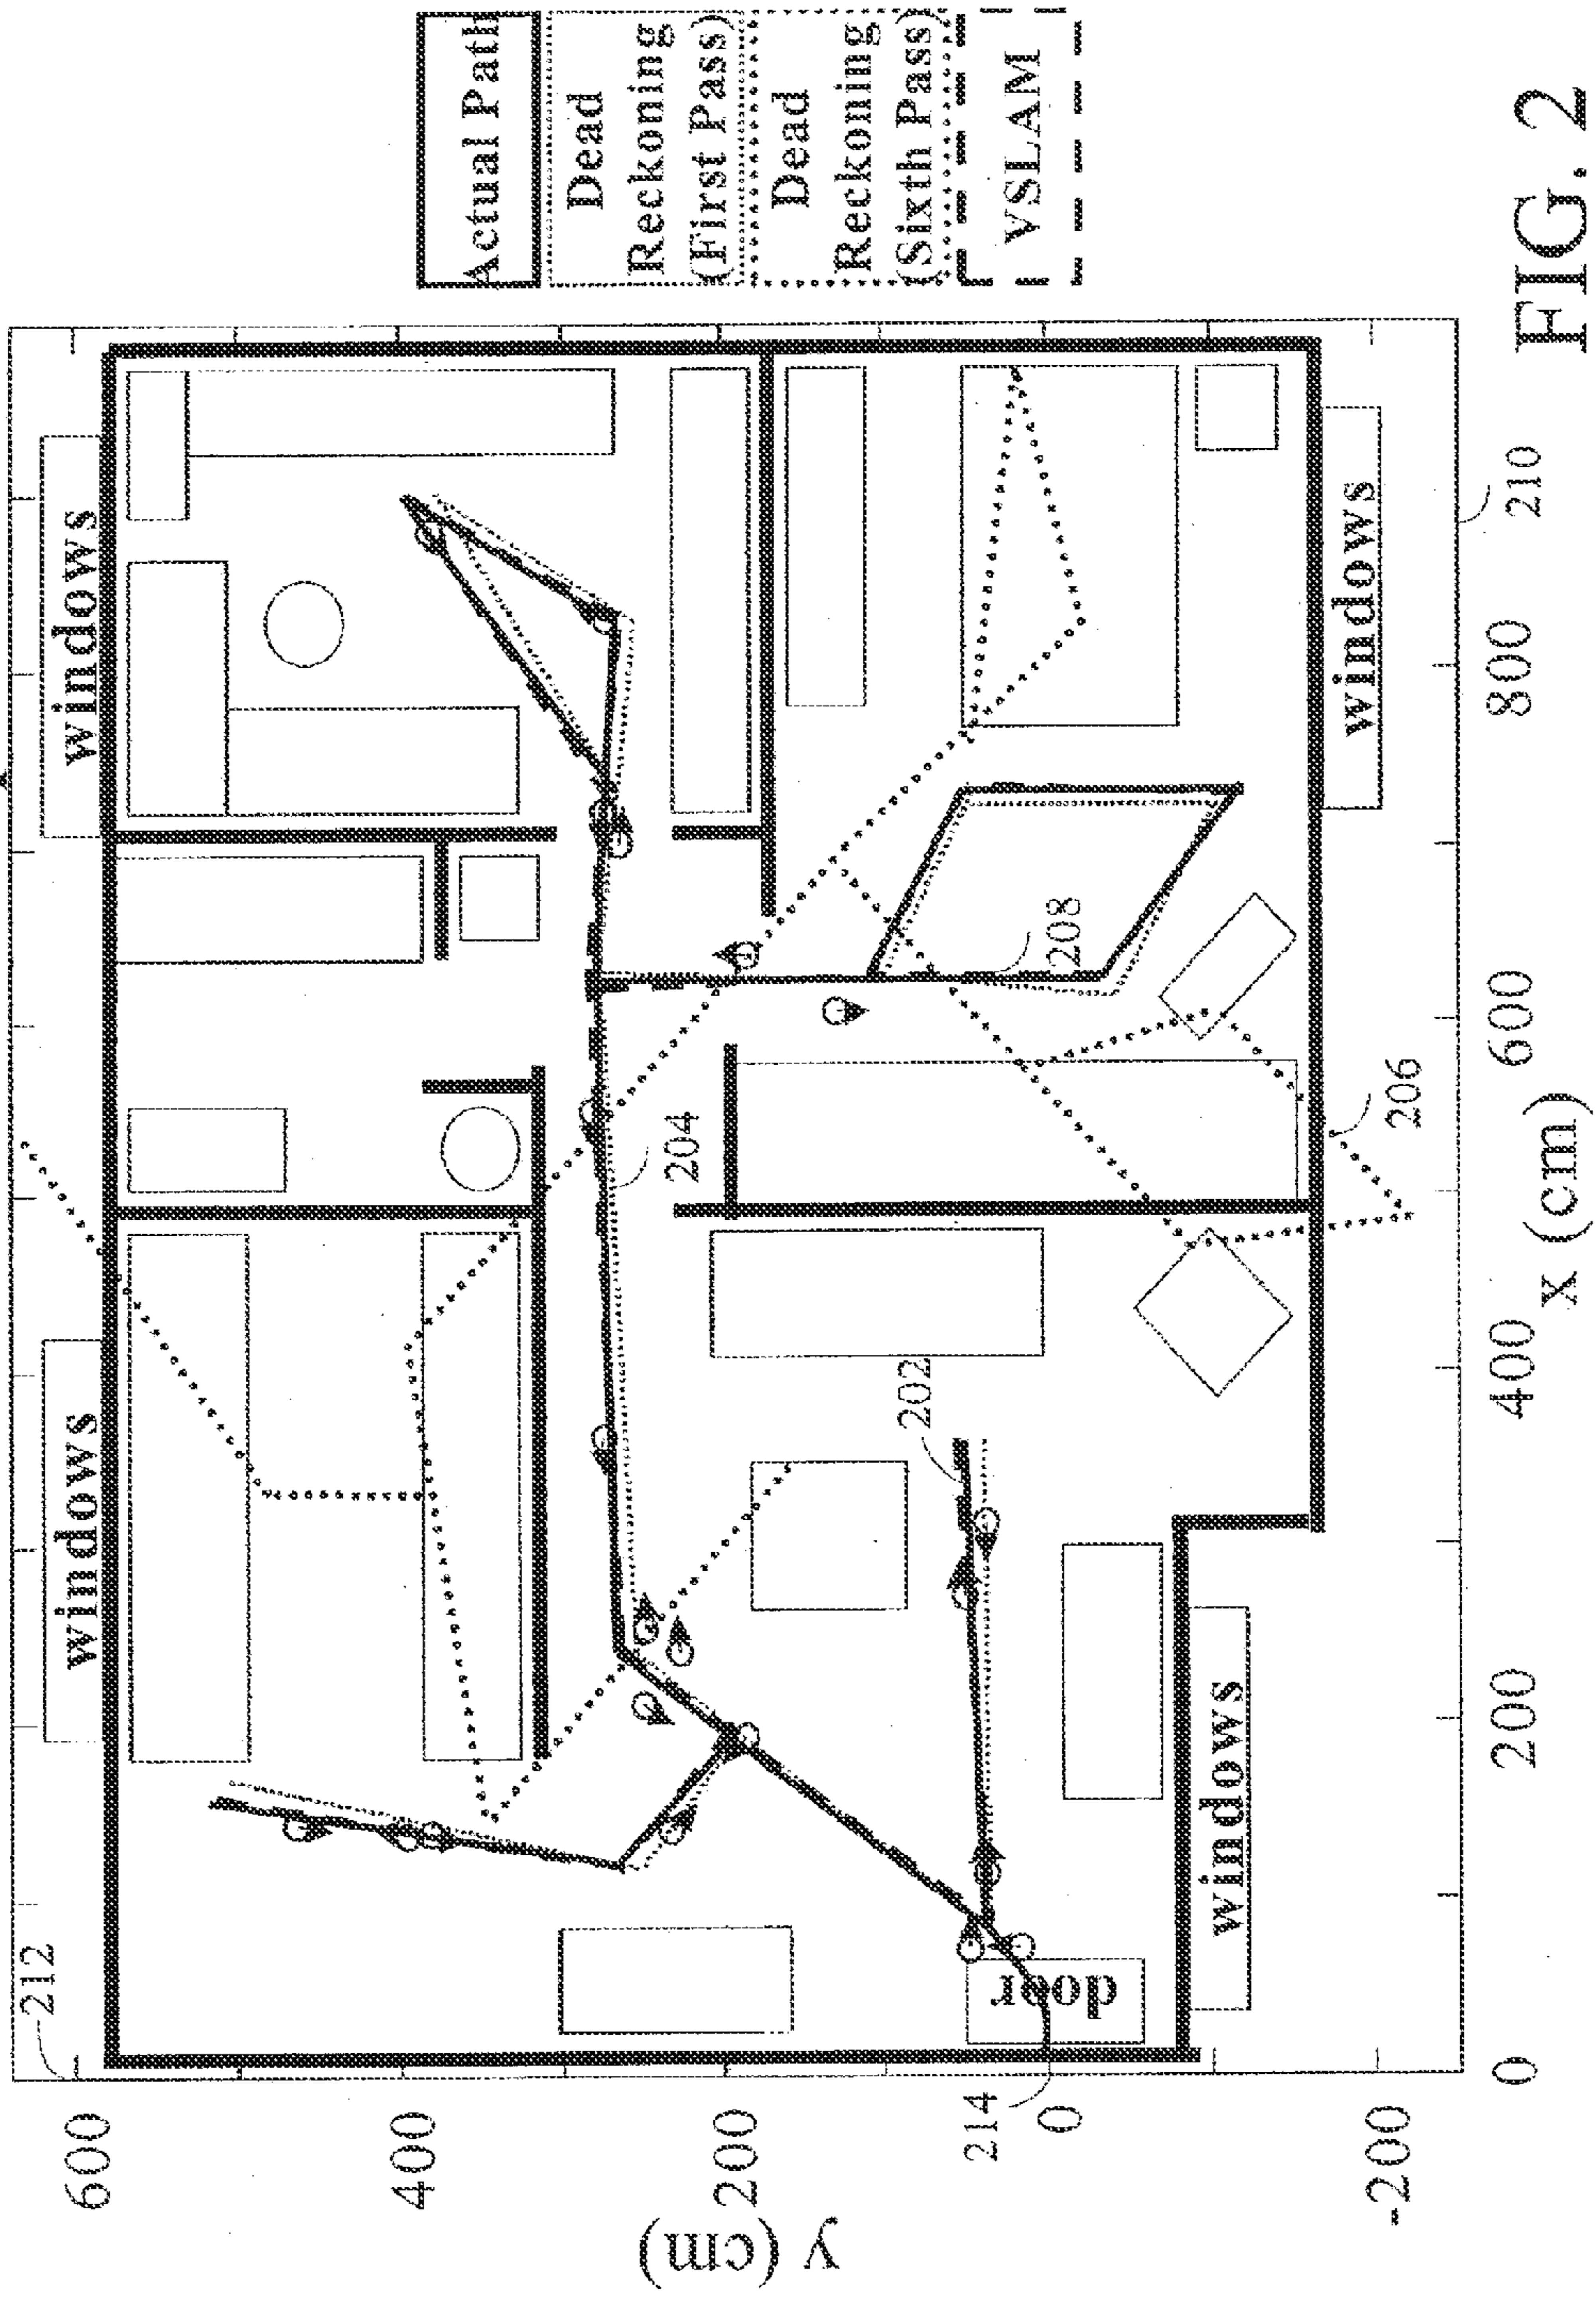 windows
windows
212
600
400
200
0
-200
y (cm)
204
202
208
206
door
214
windows
windows
210
0
200
400
600
800
x (cm)
Actual Path
Dead
Reckoning
(First Pass)
Dead
Reckoning
(Sixth Pass)
VSLAM
FIG. 2